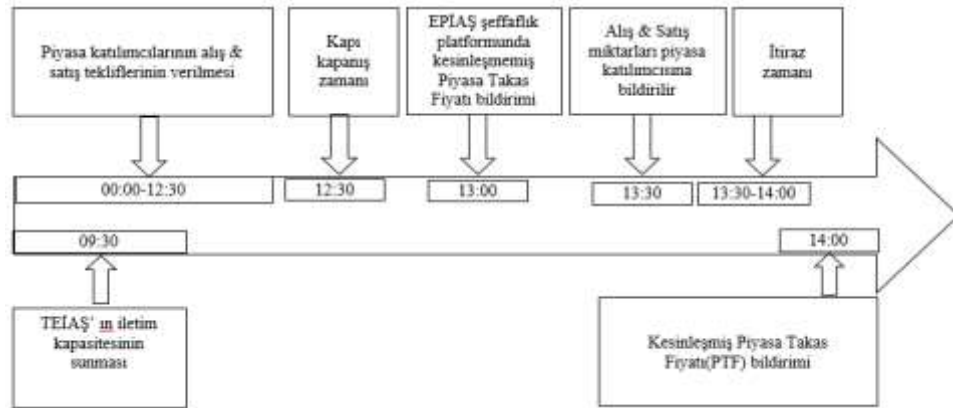 Piyasa katılımcılarının alış &
satış tekliflerinin verilmesi
Kapı
kapanış
zamanı
EPİAŞ şeffaflık
platformunda
kesinleşmemiş
Piyasa Takas
Fiyatı bildirimi
Alış & Satış
miktarları piyasa
katılımcısına
bildirilir
İtiraz
zamanı
00:00-12:30
12:30
13:00
13:30
13:30-14:00
09:30
14:00
TEİAŞ' ın iletim
kapasitesinin
sunması
Kesinleşmiş Piyasa Takas
Fiyatı(PTF) bildirimi